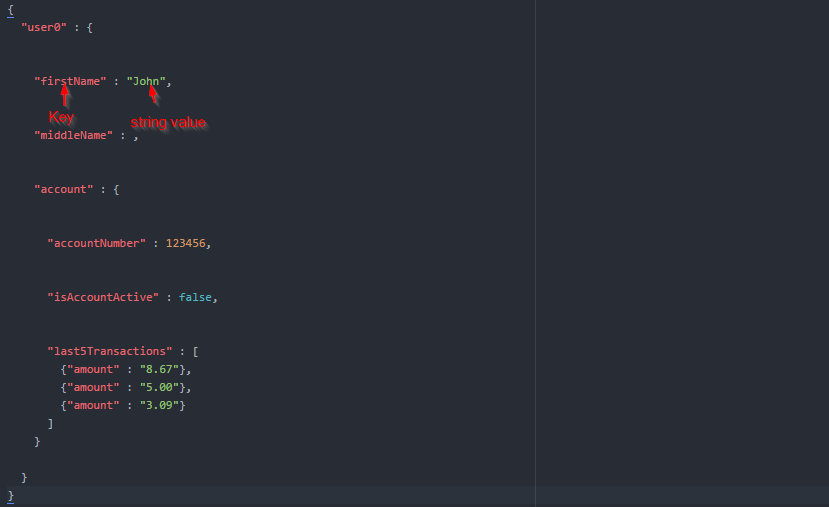 {
"user0" : {
"firstName" : "John",
Key
string value
"middleName" : ,
"account" : {
"accountNumber" : 123456,
"isAccountActive" : false,
"last5Transactions" : [
{"amount" : "8.67"},
{"amount" : "5.00"},
{"amount" : "3.09"}
]
}
}
}